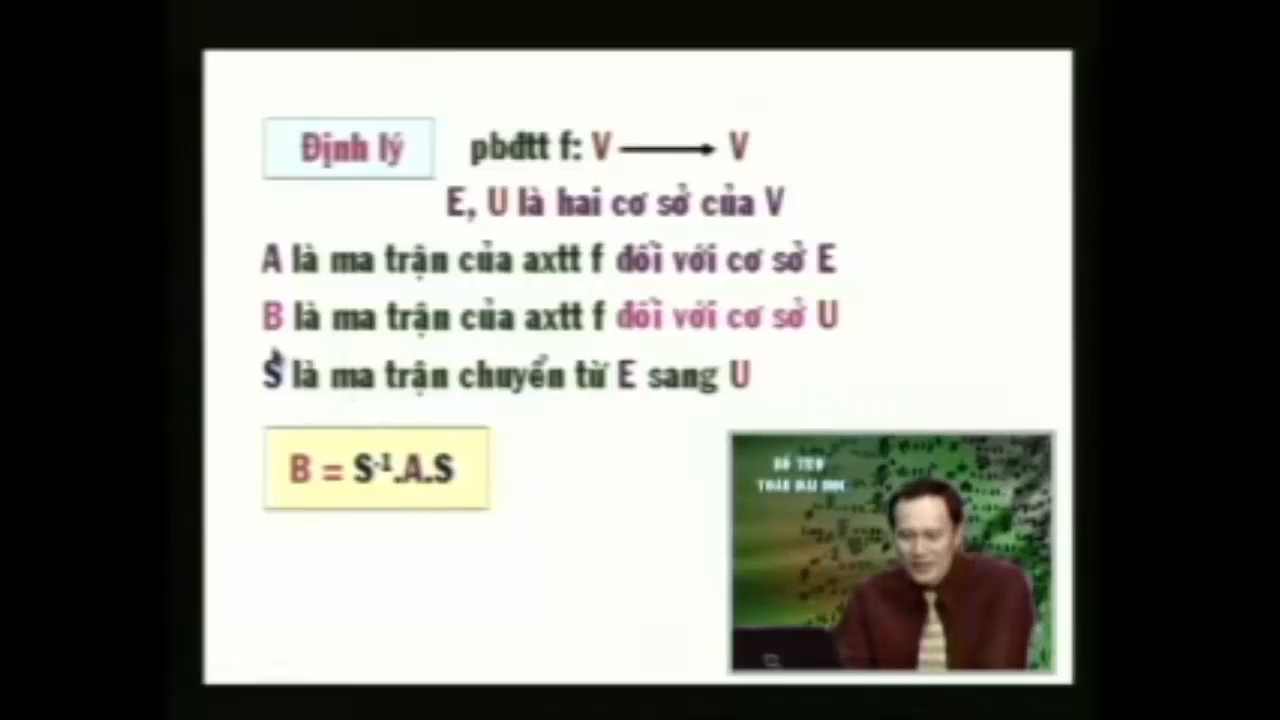 Định lý
pbđtt f: V → V
E, U là hai cơ sở của V
A là ma trận của axtt f đối với cơ sở E
B là ma trận của axtt f đối với cơ sở U
S là ma trận chuyển từ E sang U
B = S⁻¹.A.S